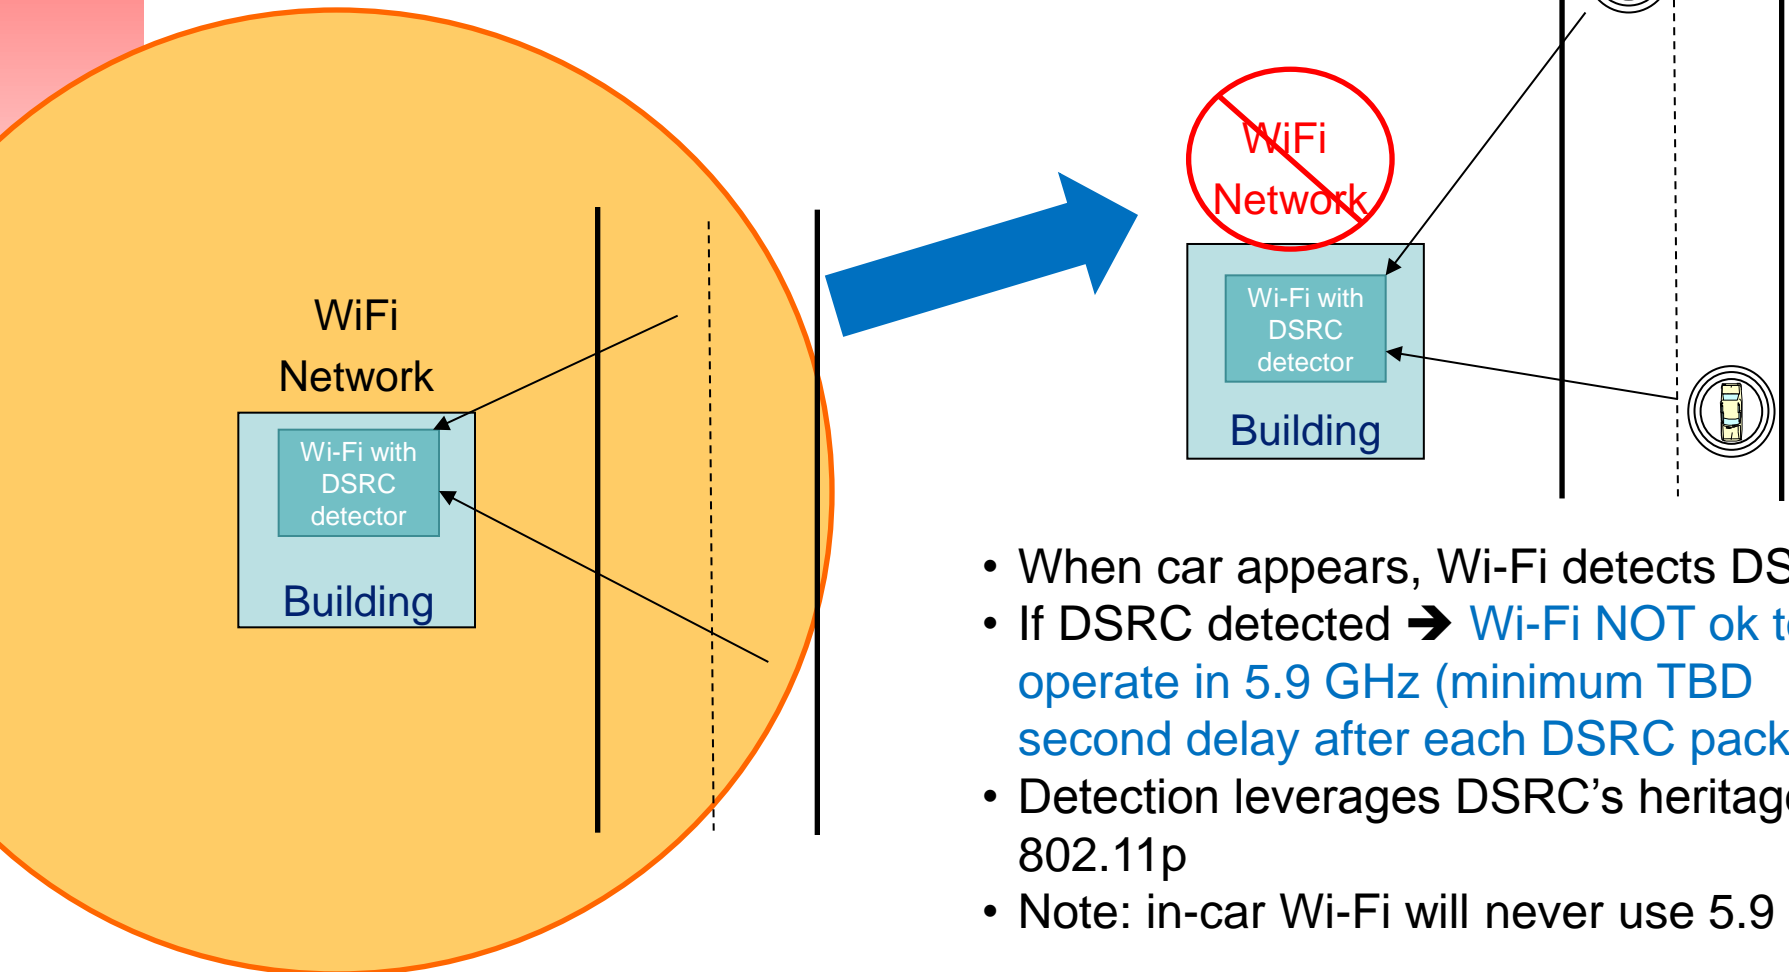 WiFi
Network
Wi-Fi with
DSRC
detector
Building
WiFi
Network
Wi-Fi with
DSRC
detector
Building
• When car appears, Wi-Fi detects DS
• If DSRC detected ➔ Wi-Fi NOT ok to
operate in 5.9 GHz (minimum TBD
second delay after each DSRC pack
• Detection leverages DSRC’s heritage
802.11p
• Note: in-car Wi-Fi will never use 5.9